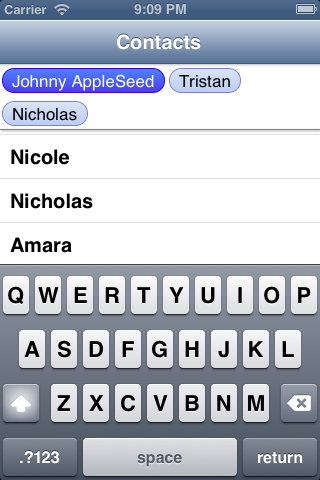 Carrier 9:09 PM
Contacts
Johnny AppleSeed Tristan
Nicholas
Nicole
Nicholas
Amara
Q W E R T Y U I O P
A S D F G H J K L
Z X C V B N M
.?123 space return